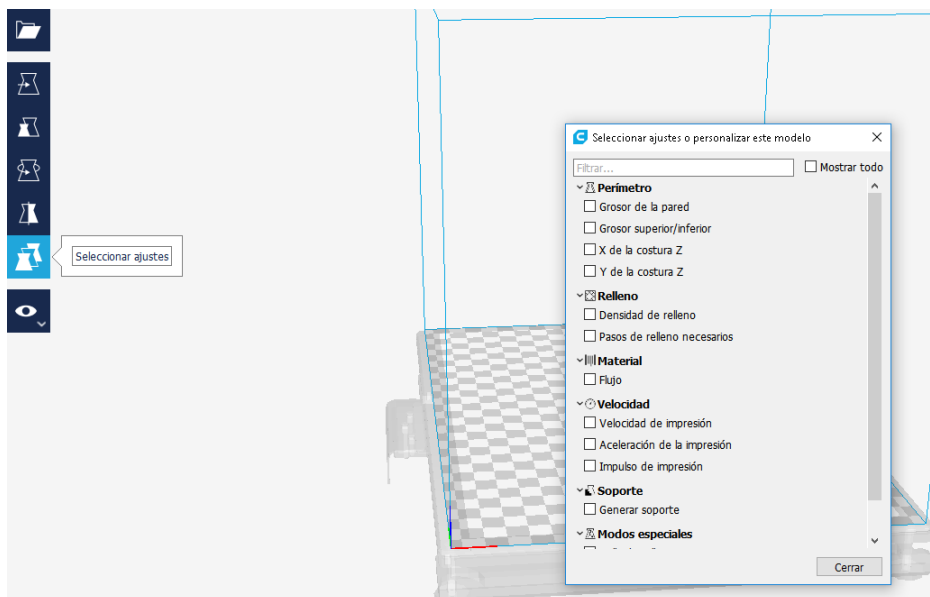 Seleccionar ajustes o personalizar este modelo
Filtrar...
Mostrar todo
Perímetro
Grosor de la pared
Grosor superior/inferior
X de la costura Z
Y de la costura Z
Relleno
Densidad de relleno
Pasos de relleno necesarios
Material
Flujo
Velocidad
Velocidad de impresión
Aceleración de la impresión
Impulso de impresión
Soporte
Generar soporte
Modos especiales
Cerrar
Seleccionar ajustes